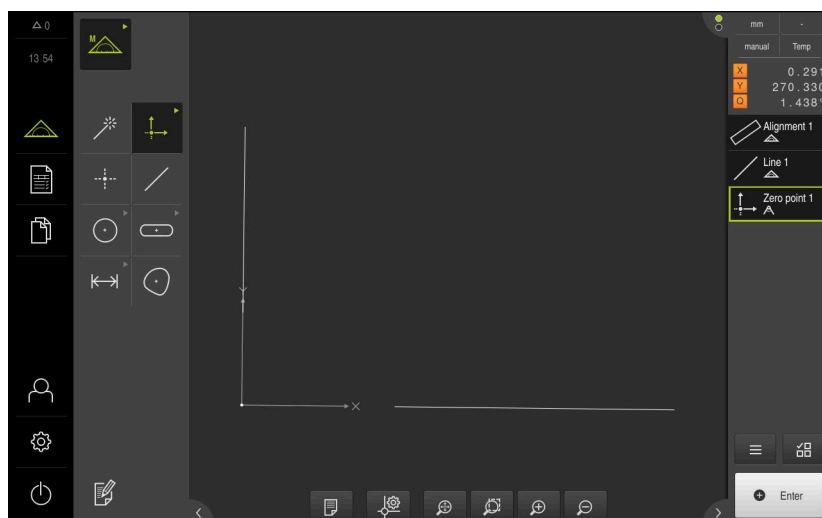 0
13 54
M
Y
X
mm -
manual Temp
X 0.291
Y 270.330
Q 1.438°
Alignment 1
Line 1
Zero point 1
Enter